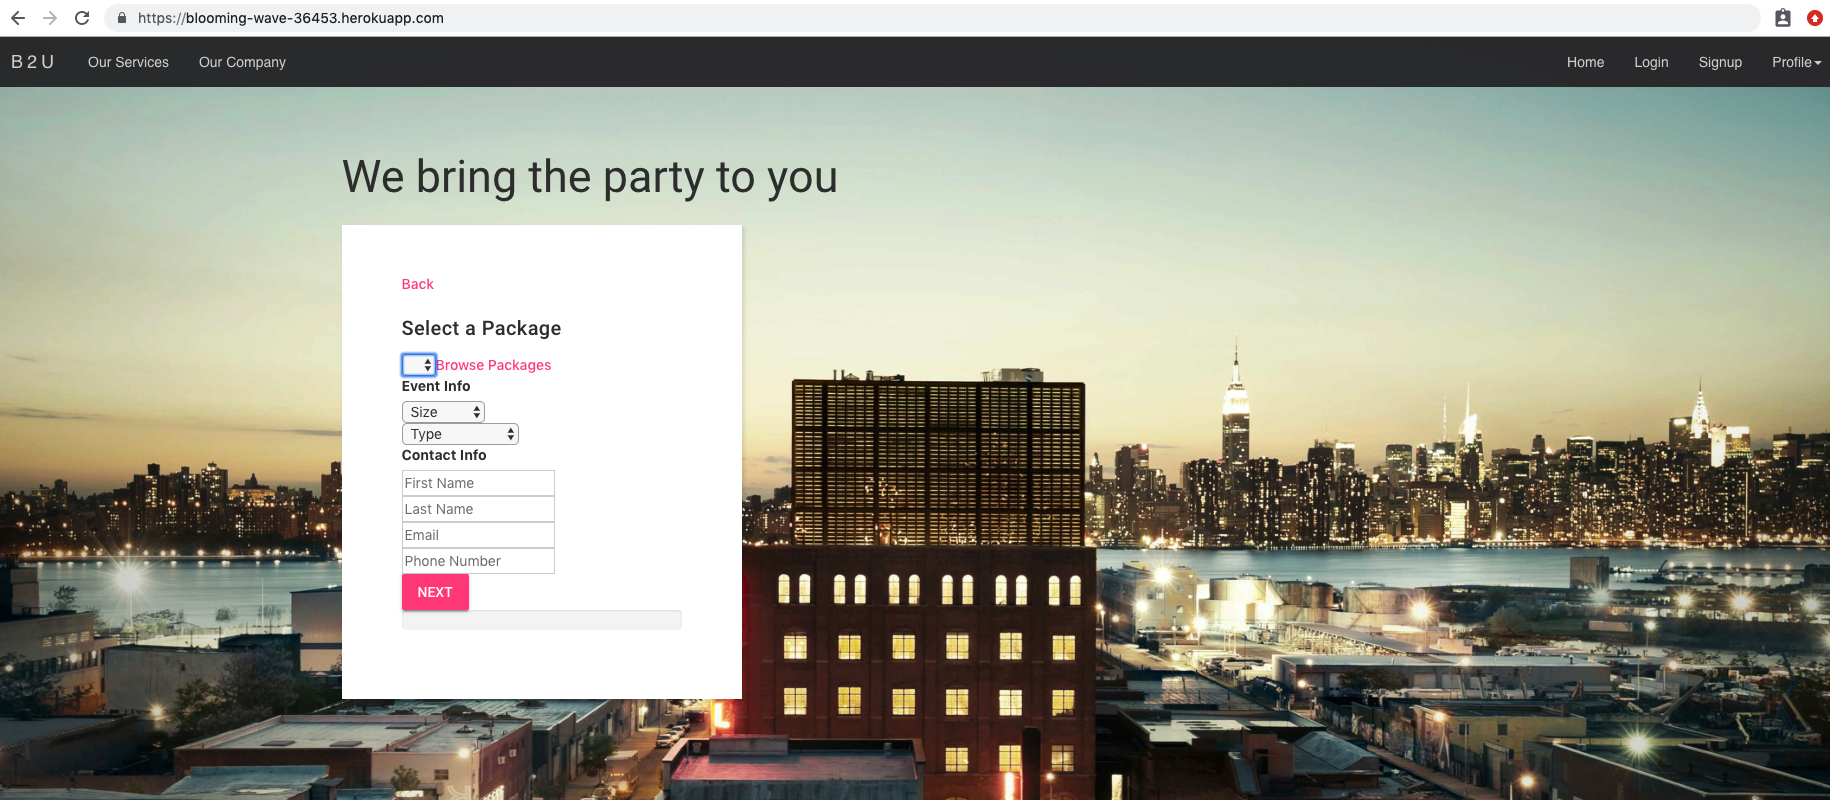 https://blooming-wave-36453.herokuapp.com
B2U Our Services Our Company Home Login Signup Profile
We bring the party to you
Back
Select a Package
Browse Packages
Event Info
Size
Type
Contact Info
First Name
Last Name
Email
Phone Number
NEXT